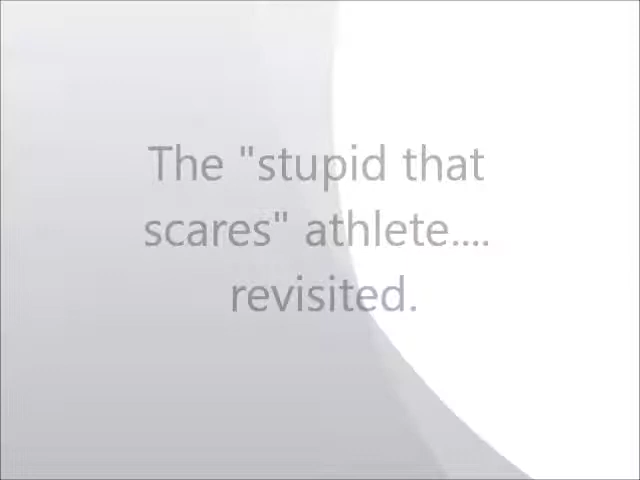 The "stupid that
scares" athlete....
revisited.